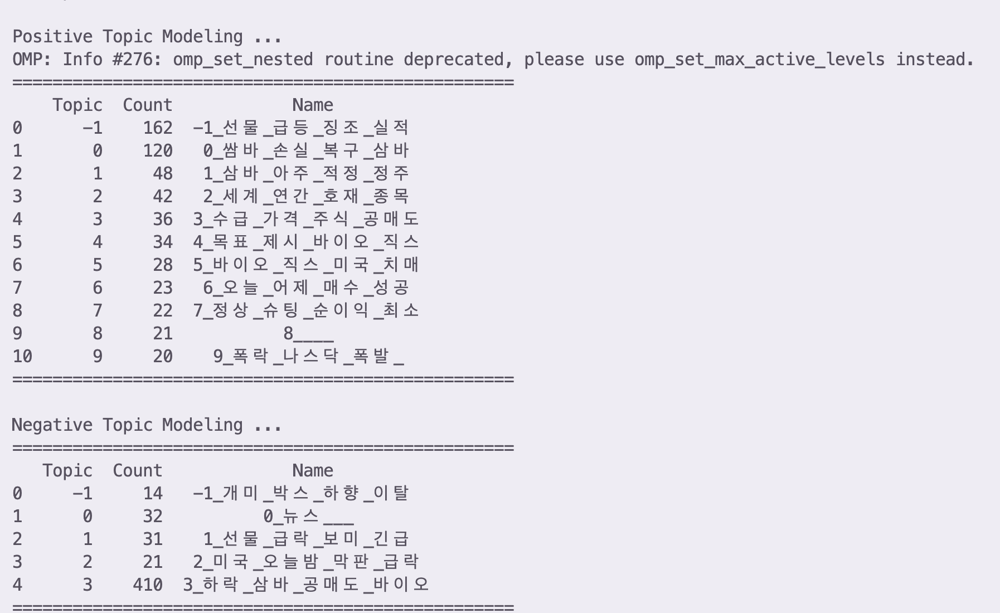 Positive Topic Modeling ...
OMP: Info #276: omp_set_nested routine deprecated, please use omp_set_max_active_levels instead.
==================================================
Topic Count Name
0 -1 162 -1_선물_급등_징조_실적
1 0 120 0_쌈바_손실_복구_삼바
2 1 48 1_삼바_아주_적정_정주
3 2 42 2_세계_연간_호재_종목
4 3 36 3_수급_가격_주식_공매도
5 4 34 4_목표_제시_바이오_직스
6 5 28 5_바이오_직스_미국_치매
7 6 23 6_오늘_어제_매수_성공
8 7 22 7_정상_슈팅_순이익_최소
9 8 21 8____
10 9 20 9_폭락_나스닥_폭발_
==================================================
Negative Topic Modeling ...
==================================================
Topic Count Name
0 -1 14 -1_개미_박스_하향_이탈
1 0 32 0_뉴스___
2 1 31 1_선물_급락_보미_긴급
3 2 21 2_미국_오늘밤_막판_급락
4 3 410 3_하락_삼바_공매도_바이오
==================================================